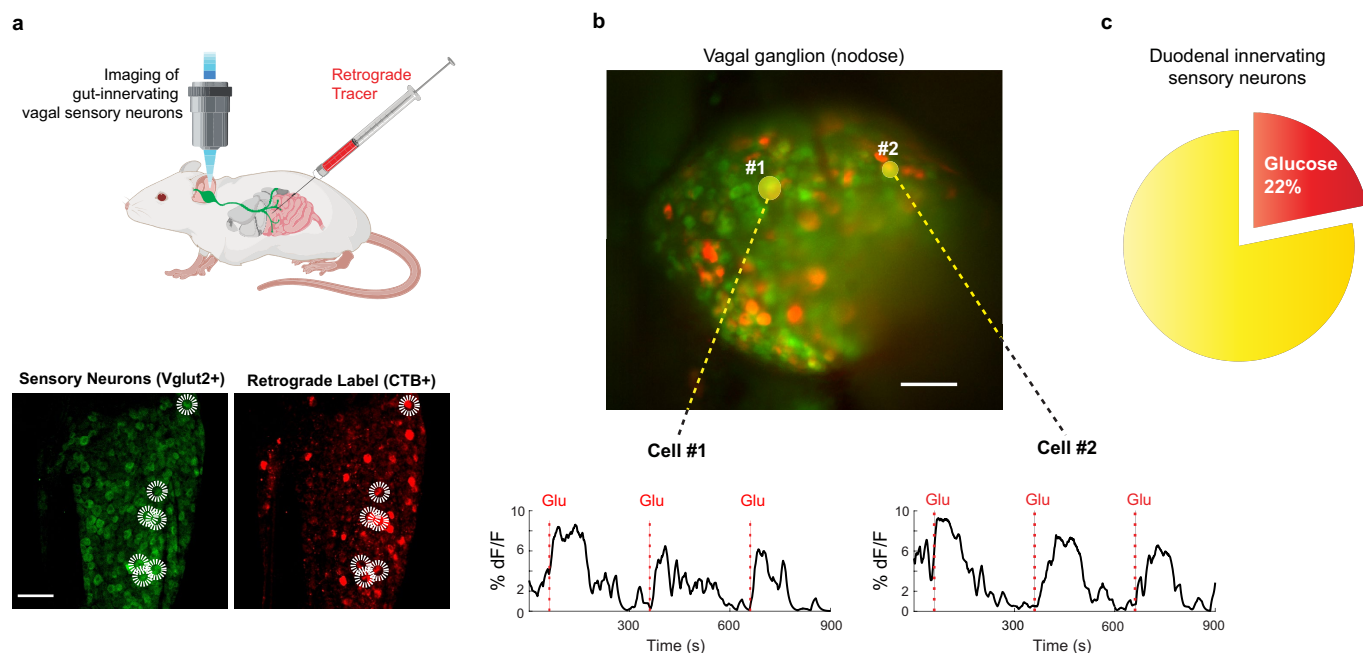 a
Imaging of
gut-innervating
vagal sensory neurons
Retrograde
Tracer
Sensory Neurons (Vglut2+)
Retrograde Label (CTB+)
b
Vagal ganglion (nodose)
#1
#2
Cell #1
Cell #2
Glu
Glu
Glu
10
6
2
0
% dF/F
300
600
900
Time (s)
Glu
Glu
Glu
10
6
2
0
% dF/F
300
600
900
Time (s)
c
Duodenal innervating
sensory neurons
Glucose
22%